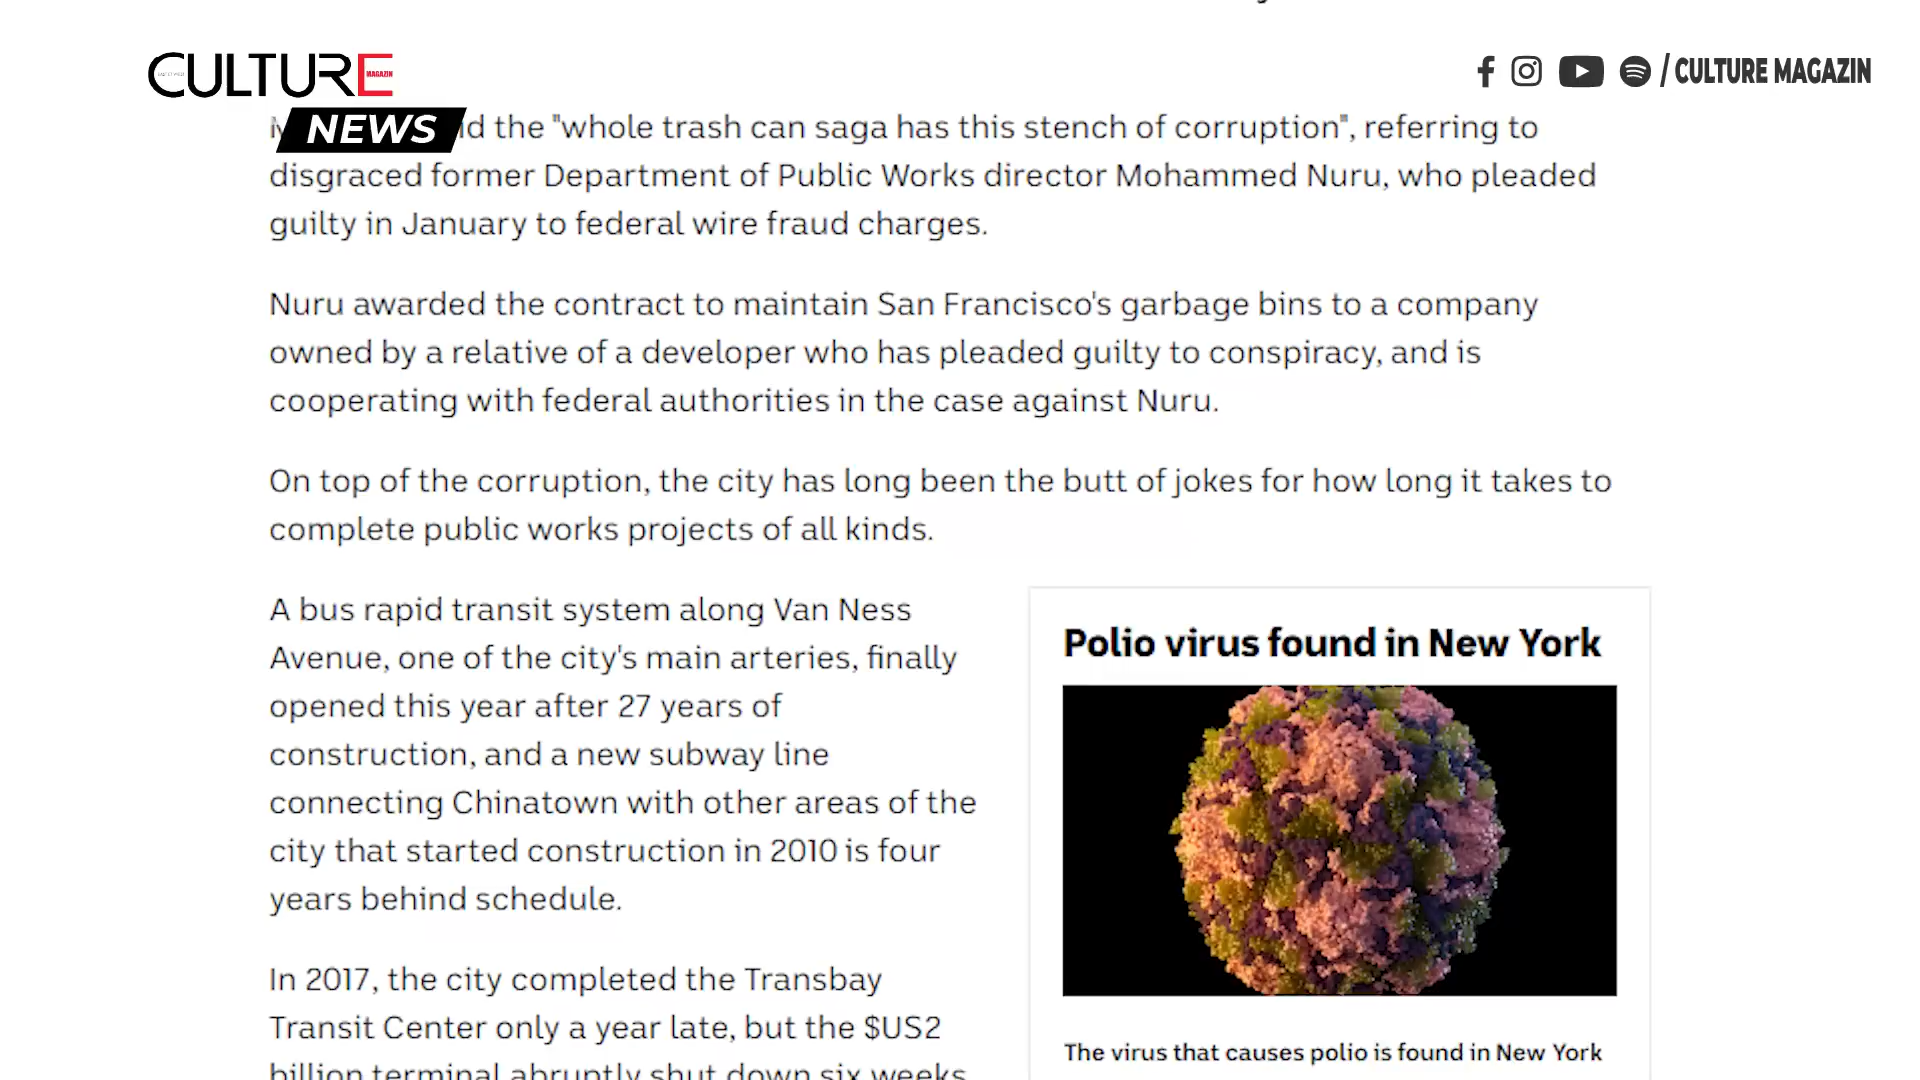 CULTURE
MAGAZIN
NEWS
/ CULTURE MAGAZIN
the "whole trash can saga has this stench of corruption", referring to
disgraced former Department of Public Works director Mohammed Nuru, who pleaded
guilty in January to federal wire fraud charges.
Nuru awarded the contract to maintain San Francisco's garbage bins to a company
owned by a relative of a developer who has pleaded guilty to conspiracy, and is
cooperating with federal authorities in the case against Nuru.
On top of the corruption, the city has long been the butt of jokes for how long it takes to
complete public works projects of all kinds.
A bus rapid transit system along Van Ness
Avenue, one of the city's main arteries, finally
opened this year after 27 years of
construction, and a new subway line
connecting Chinatown with other areas of the
city that started construction in 2010 is four
years behind schedule.
In 2017, the city completed the Transbay
Transit Center only a year late, but the $US2
billion terminal abruptly shut down six weeks
Polio virus found in New York
The virus that causes polio is found in New York